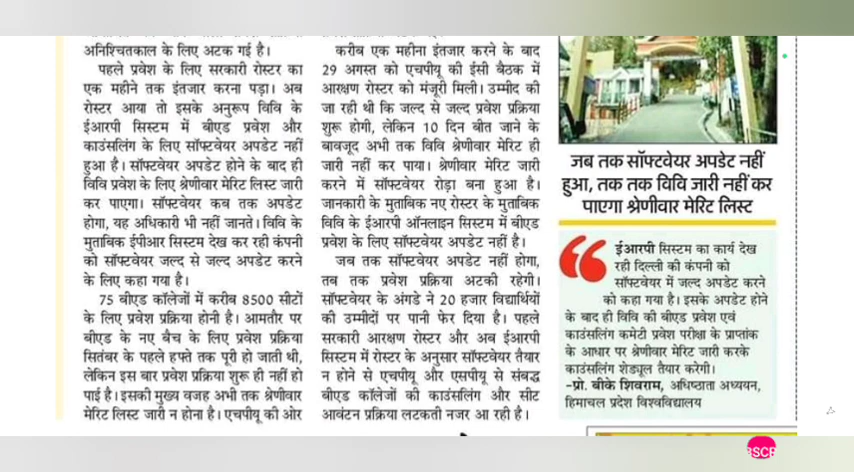 अनिश्चितकाल के लिए अटक गई है।
पहले प्रवेश के लिए सरकारी रोस्टर का
एक महीने तक इंतजार करना पड़ा। अब
रोस्टर आया तो इसके अनुरूप विवि के
ईआरपी सिस्टम में बीएड प्रवेश और
काउंसलिंग के लिए सॉफ्टवेयर अपडेट नहीं
हुआ है। सॉफ्टवेयर अपडेट होने के बाद ही
विवि प्रवेश के लिए श्रेणीवार मेरिट लिस्ट जारी
कर पाएगा। सॉफ्टवेयर कब तक अपडेट
होगा, यह अधिकारी भी नहीं जानते। विवि के
मुताबिक ईपीआर सिस्टम देख कर रही कंपनी
को सॉफ्टवेयर जल्द से जल्द अपडेट करने
के लिए कहा गया है।
75 बीएड कॉलेजों में करीब 8500 सीटों
के लिए प्रवेश प्रक्रिया होनी है। आमतौर पर
बीएड के नए बैच के लिए प्रवेश प्रक्रिया
सितंबर के पहले हफ्ते तक पूरी हो जाती थी,
लेकिन इस बार प्रवेश प्रक्रिया शुरू ही नहीं हो
पाई है। इसकी मुख्य वजह अभी तक श्रेणीवार
मेरिट लिस्ट जारी न होना है। एचपीयू की ओर
करीब एक महीना इंतजार करने के बाद
29 अगस्त को एचपीयू की ईसी बैठक में
आरक्षण रोस्टर को मंजूरी मिली। उम्मीद की
जा रही थी कि जल्द से जल्द प्रवेश प्रक्रिया
शुरू होगी, लेकिन 10 दिन बीत जाने के
बावजूद अभी तक विवि श्रेणीवार मेरिट ही
जारी नहीं कर पाया। श्रेणीवार मेरिट जारी
करने में सॉफ्टवेयर रोड़ा बना हुआ है।
जानकारी के मुताबिक नए रोस्टर के मुताबिक
विवि के ईआरपी ऑनलाइन सिस्टम में बीएड
प्रवेश के लिए सॉफ्टवेयर अपडेट नहीं है।
जब तक सॉफ्टवेयर अपडेट नहीं होगा,
तब तक प्रवेश प्रक्रिया अटकी रहेगी।
सॉफ्टवेयर के अंगडे ने 20 हजार विद्यार्थियों
की उम्मीदों पर पानी फेर दिया है। पहले
सरकारी आरक्षण रोस्टर और अब ईआरपी
सिस्टम में रोस्टर के अनुसार सॉफ्टवेयर तैयार
न होने से एचपीयू और एसपीयू से संबद्ध
बीएड कॉलेजों की काउंसलिंग और सीट
आवंटन प्रक्रिया लटकती नजर आ रही है।
जब तक सॉफ्टवेयर अपडेट नहीं
हुआ, तक तक विवि जारी नहीं कर
पाएगा श्रेणीवार मेरिट लिस्ट
ईआरपी सिस्टम का कार्य देख
रही दिल्ली की कंपनी को
सॉफ्टवेयर में जल्द अपडेट करने
को कहा गया है। इसके अपडेट होने
के बाद ही विवि की बीएड प्रवेश एवं
काउंसलिंग कमेटी प्रवेश परीक्षा के प्राप्तांक
के आधार पर श्रेणीवार मेरिट जारी करके
काउंसलिंग शेड्यूल तैयार करेगी।
-प्रो. बीके शिवराम, अधिष्ठाता अध्ययन,
हिमाचल प्रदेश विश्वविद्यालय